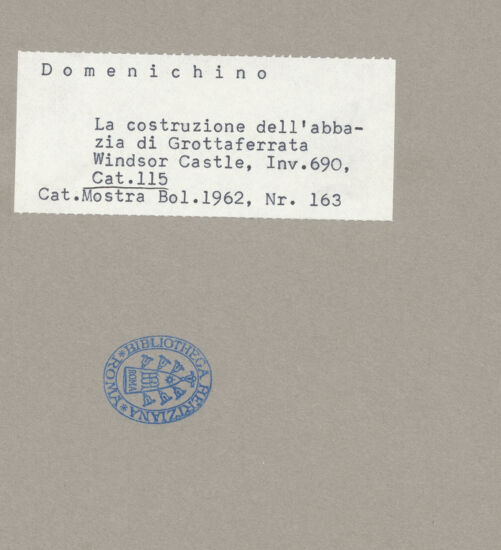 Domenichino
La costruzione dell'abba-
zia di Grottaferrata
Windsor Castle, Inv.690,
Cat.115
Cat.Mostra Bol.1962, Nr. 163
*BIBLIOTHECA HERTZIANA*ROMA
ROMA